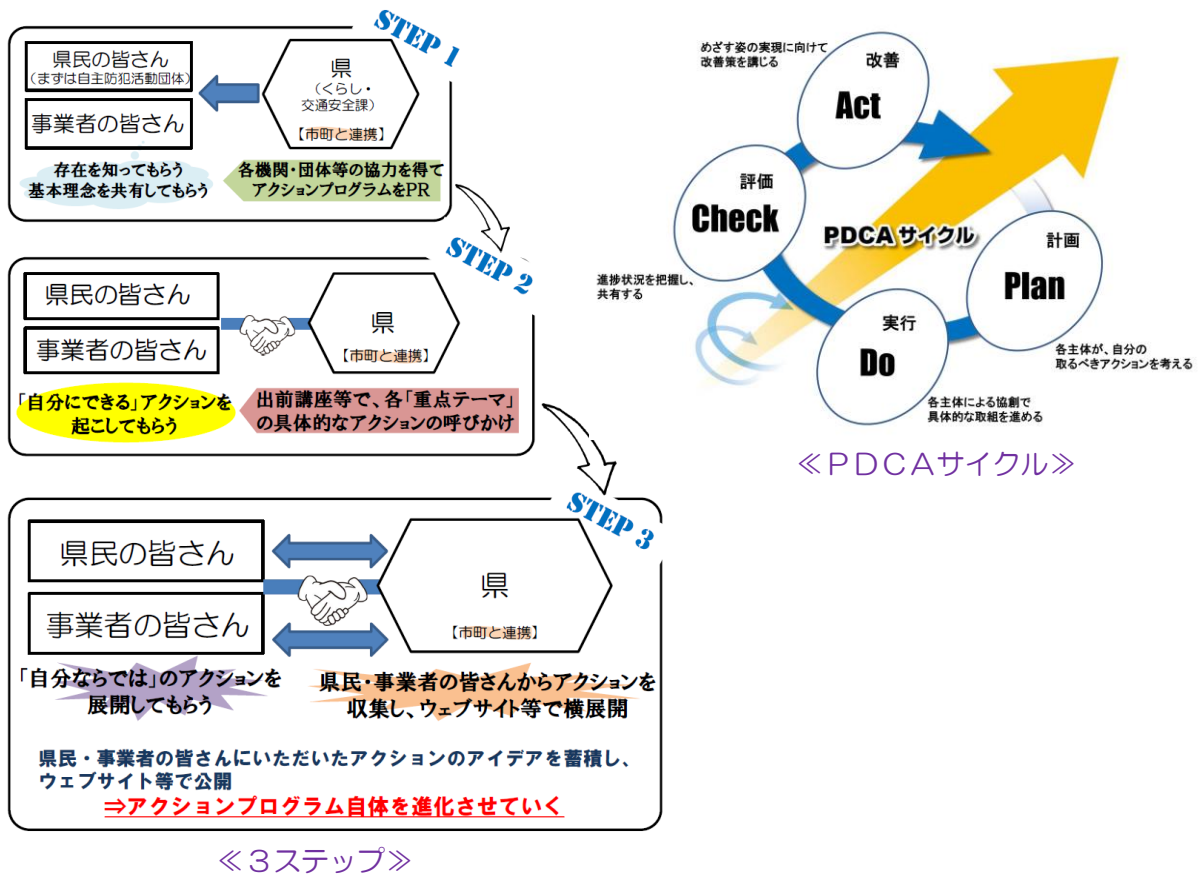 STEP 1
県民の皆さん
(まずは自主防犯活動団体)
事業者の皆さん
県
(くらし・
交通安全課)
【市町と連携】
存在を知ってもらう
基本理念を共有してもらう
各機関・団体等の協力を得て
アクションプログラムをPR
STEP 2
県民の皆さん
事業者の皆さん
県
【市町と連携】
「自分にできる」アクションを
起こしてもらう
出前講座等で、各「重点テーマ」
の具体的なアクションの呼びかけ
STEP 3
県民の皆さん
事業者の皆さん
県
【市町と連携】
「自分ならでは」のアクションを
展開してもらう
県民・事業者の皆さんからアクションを
収集し、ウェブサイト等で横展開
県民・事業者の皆さんにいただいたアクションのアイデアを蓄積し、
ウェブサイト等で公開
⇒アクションプログラム自体を進化させていく
≪３ステップ≫
めざす姿の実現に向けて
改善策を講じる
改善
Act
評価
Check
進捗状況を把握し、
共有する
PDCAサイクル
計画
Plan
各主体が、自分の
取るべきアクションを考える
実行
Do
各主体による協創で
具体的な取組を進める
≪ＰＤＣＡサイクル≫